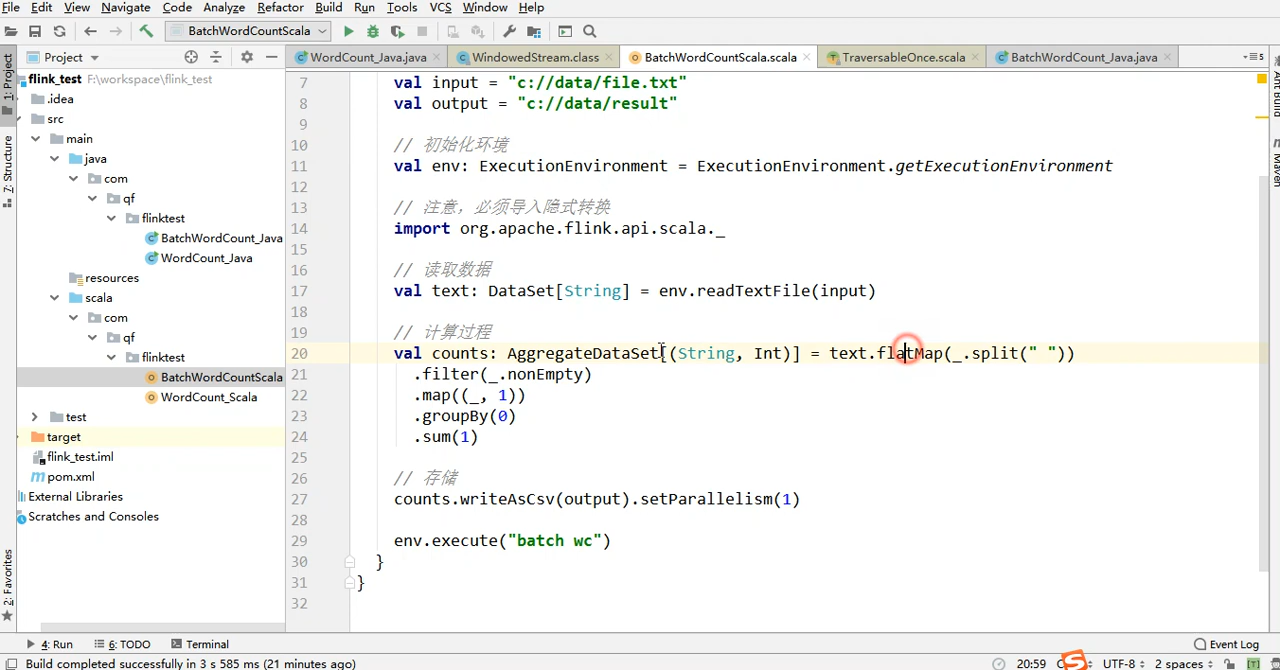 File Edit View Navigate Code Analyze Refactor Build Run Tools VCS Window Help
BatchWordCountScala
Project
WordCount_Java.java WindowedStream.class BatchWordCountScala.scala TraversableOnce.scala BatchWordCount_Java.java
1: Project
7: Structure
2: Favorites
Ant Build
Maven
flink_test F:\workspace\flink_test
.idea
src
main
java
com
qf
flinktest
BatchWordCount_Java
WordCount_Java
resources
scala
com
qf
flinktest
BatchWordCountScala
WordCount_Scala
test
target
flink_test.iml
pom.xml
External Libraries
Scratches and Consoles
7 val input = "c://data/file.txt"
8 val output = "c://data/result"
9
10 // 初始化环境
11 val env: ExecutionEnvironment = ExecutionEnvironment.getExecutionEnvironment
12
13 // 注意，必须导入隐式转换
14 import org.apache.flink.api.scala._
15
16 // 读取数据
17 val text: DataSet[String] = env.readTextFile(input)
18
19 // 计算过程
20 val counts: AggregateDataSet[(String, Int)] = text.flatMap(_.split(" "))
21 .filter(_.nonEmpty)
22 .map((_, 1))
23 .groupBy(0)
24 .sum(1)
25
26 // 存储
27 counts.writeAsCsv(output).setParallelism(1)
28
29 env.execute("batch wc")
30 }
31 }
32
4: Run 6: TODO Terminal Event Log
Build completed successfully in 3 s 585 ms (21 minutes ago) 20:59 UTF-8 2 spaces